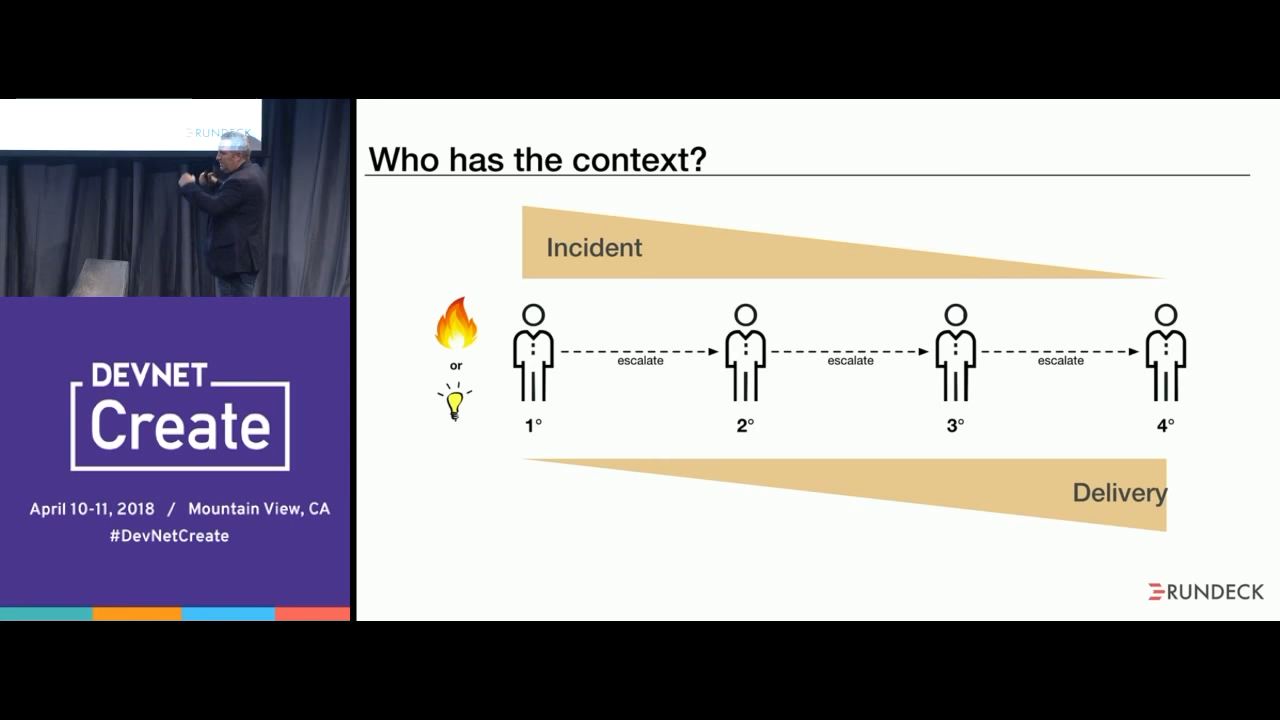 RUNDECK
DEVNET
Create
April 10-11, 2018 / Mountain View, CA
#DevNetCreate
Who has the context?
Incident
or
escalate
escalate
escalate
1°
2°
3°
4°
Delivery
RUNDECK